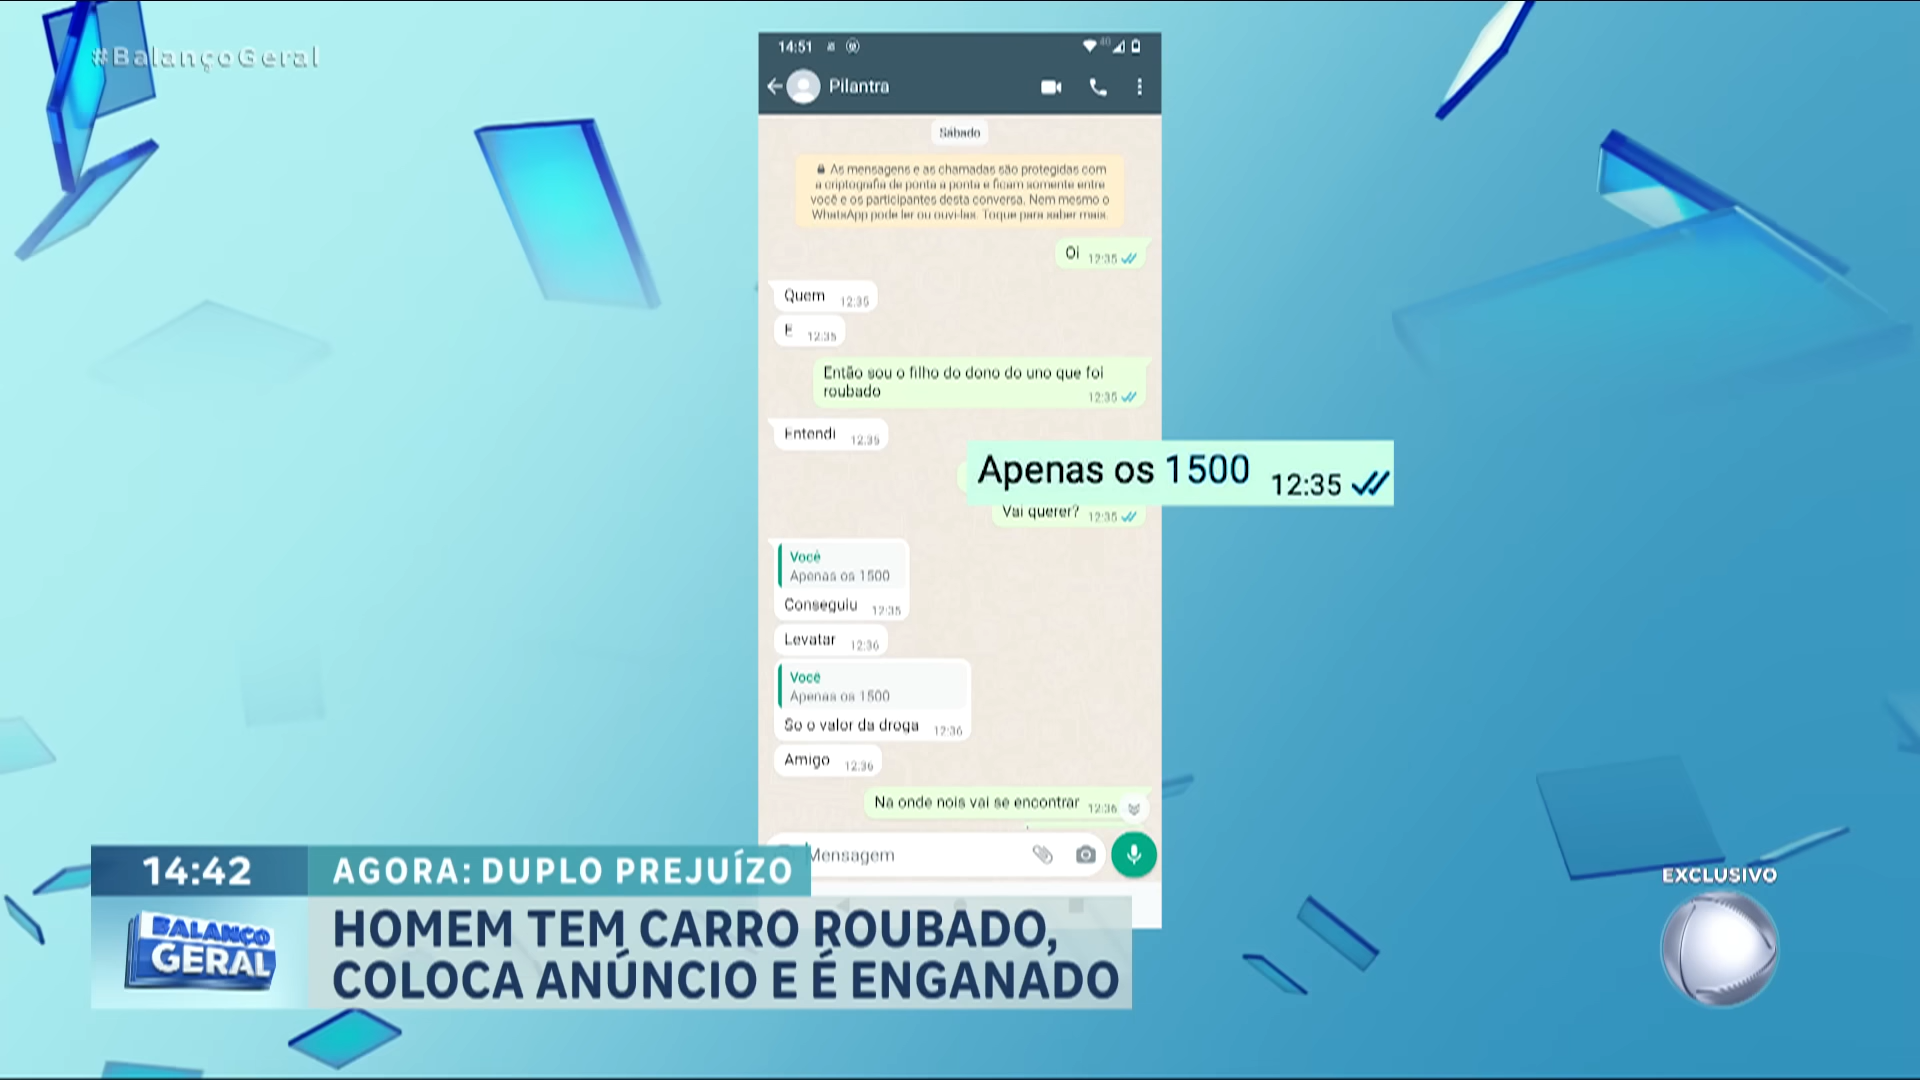 #BalançoGeral
14:51
Pilantra
Sábado
As mensagens e as chamadas são protegidas com
a criptografia de ponta a ponta e ficam somente entre
você e os participantes desta conversa. Nem mesmo o
WhatsApp pode ler ou ouvi-las. Toque para saber mais.
Oi 12:35
Quem 12:35
E 12:35
Então sou o filho do dono do uno que foi
roubado 12:35
Entendi 12:35
Apenas os 1500 12:35
Vai querer? 12:35
Você
Apenas os 1500
Conseguiu 12:35
Levatar 12:36
Você
Apenas os 1500
So o valor da droga 12:36
Amigo 12:36
Na onde nois vai se encontrar 12:36
Mensagem
14:42 AGORA: DUPLO PREJUÍZO
BALANÇO GERAL
HOMEM TEM CARRO ROUBADO,
COLOCA ANÚNCIO E É ENGANADO
EXCLUSIVO